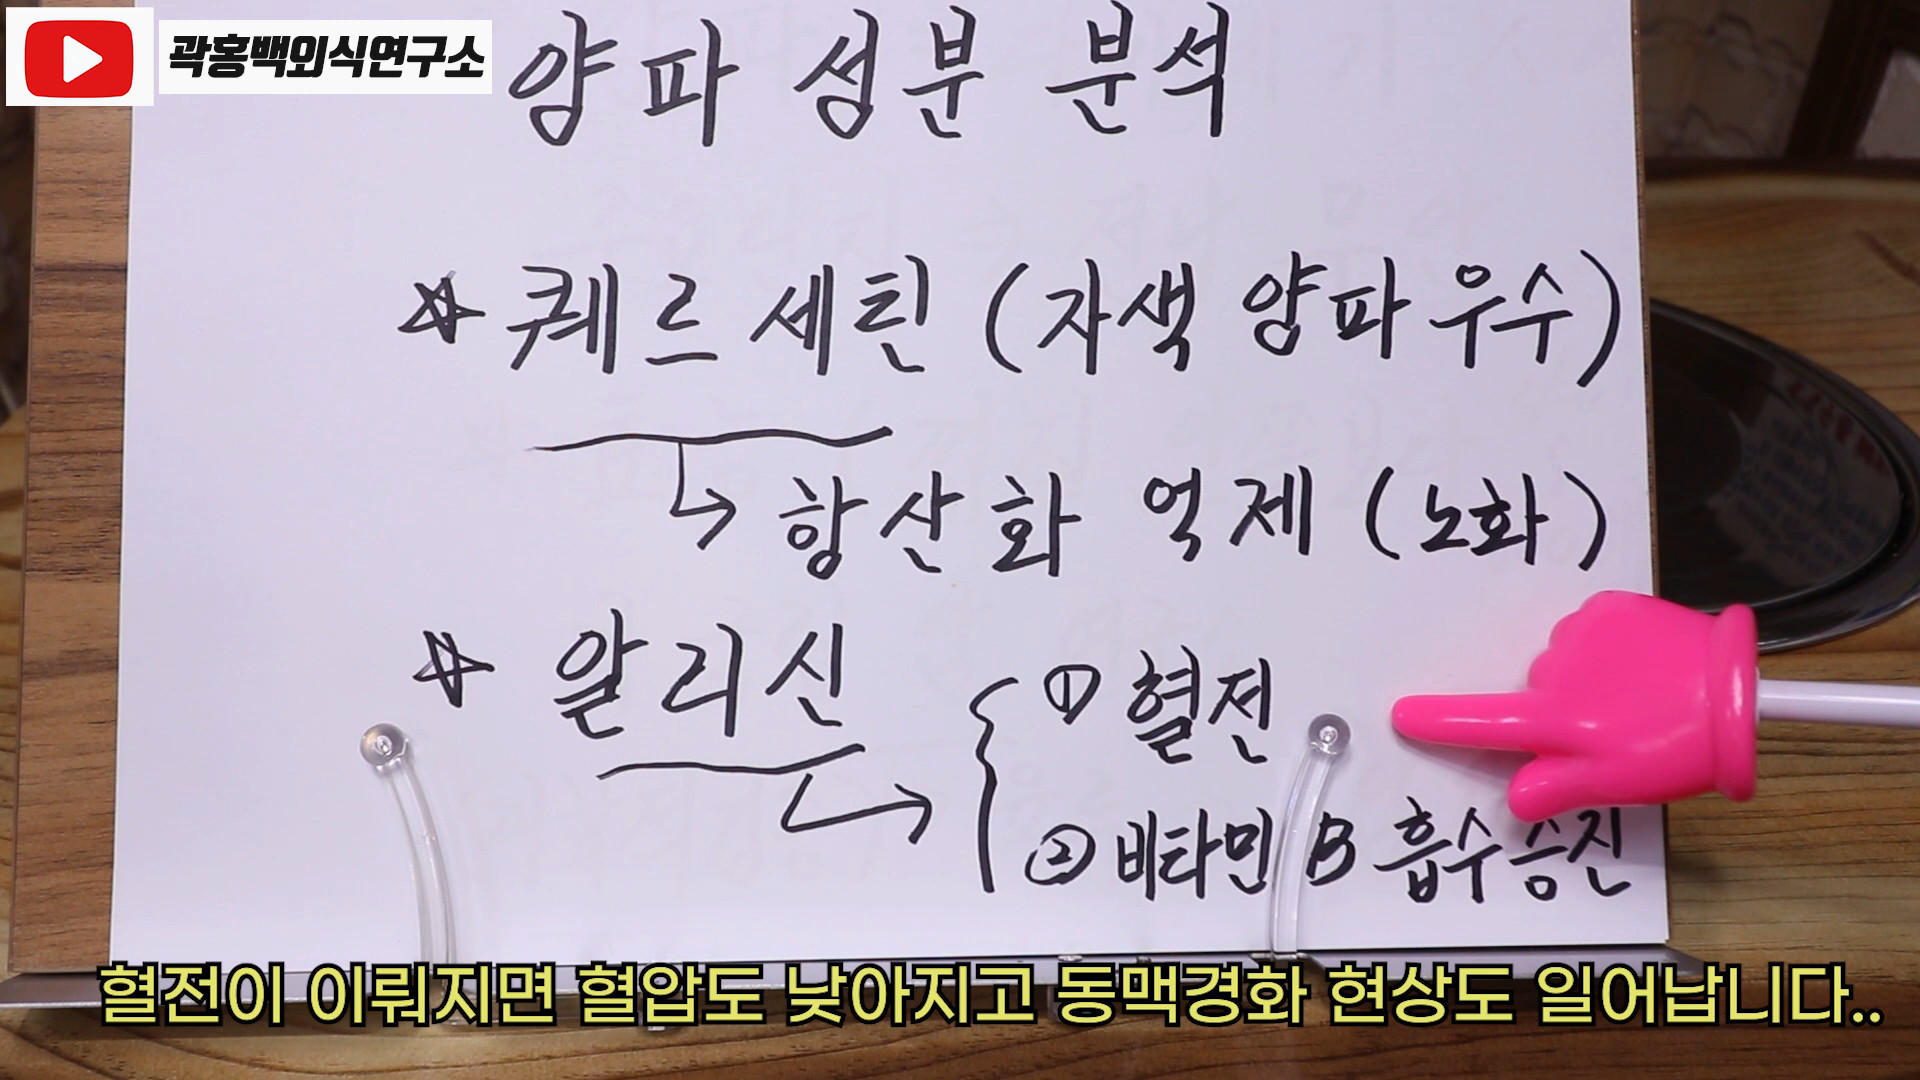 곽홍백외식연구소
양파 성분 분석
퀘르세틴 (자색 양파 우수)
항산화 억제 (노화)
알리신
① 혈전
② 비타민 B 흡수 승진
혈전이 이뤄지면 혈압도 낮아지고 동맥경화 현상도 일어납니다..